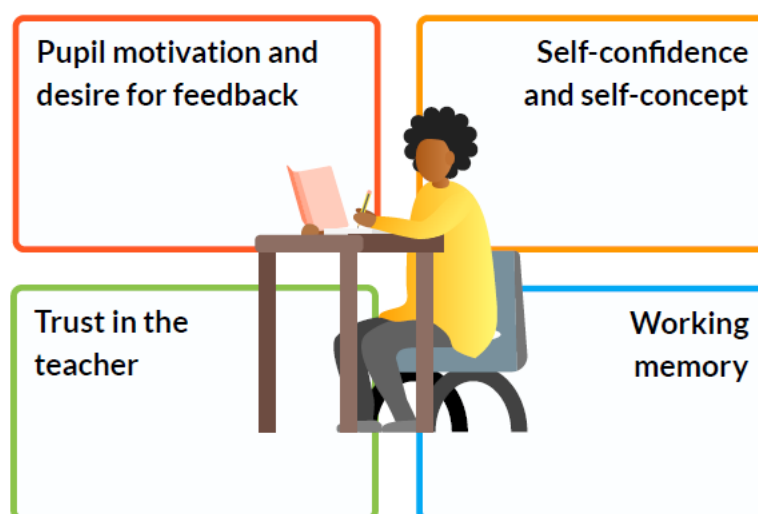 Pupil motivation and
desire for feedback
Self-confidence
and self-concept
Trust in the
teacher
Working
memory